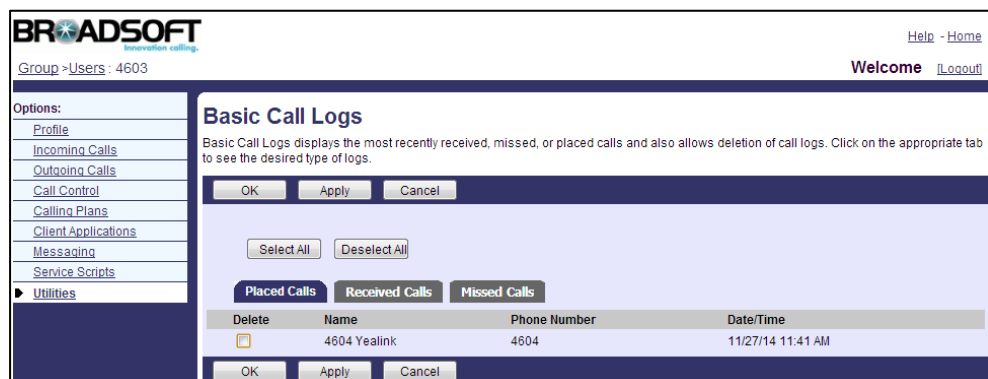 BROADSOFT
Innovation calling.
Help - Home
Group >Users : 4603
Welcome [Logout]
Options:
Profile
Incoming Calls
Outgoing Calls
Call Control
Calling Plans
Client Applications
Messaging
Service Scripts
Utilities
Basic Call Logs
Basic Call Logs displays the most recently received, missed, or placed calls and also allows deletion of call logs. Click on the appropriate tab
to see the desired type of logs.
OK Apply Cancel
Select All Deselect All
Placed Calls Received Calls Missed Calls
Delete Name Phone Number Date/Time
4604 Yealink 4604 11/27/14 11:41 AM
OK Apply Cancel